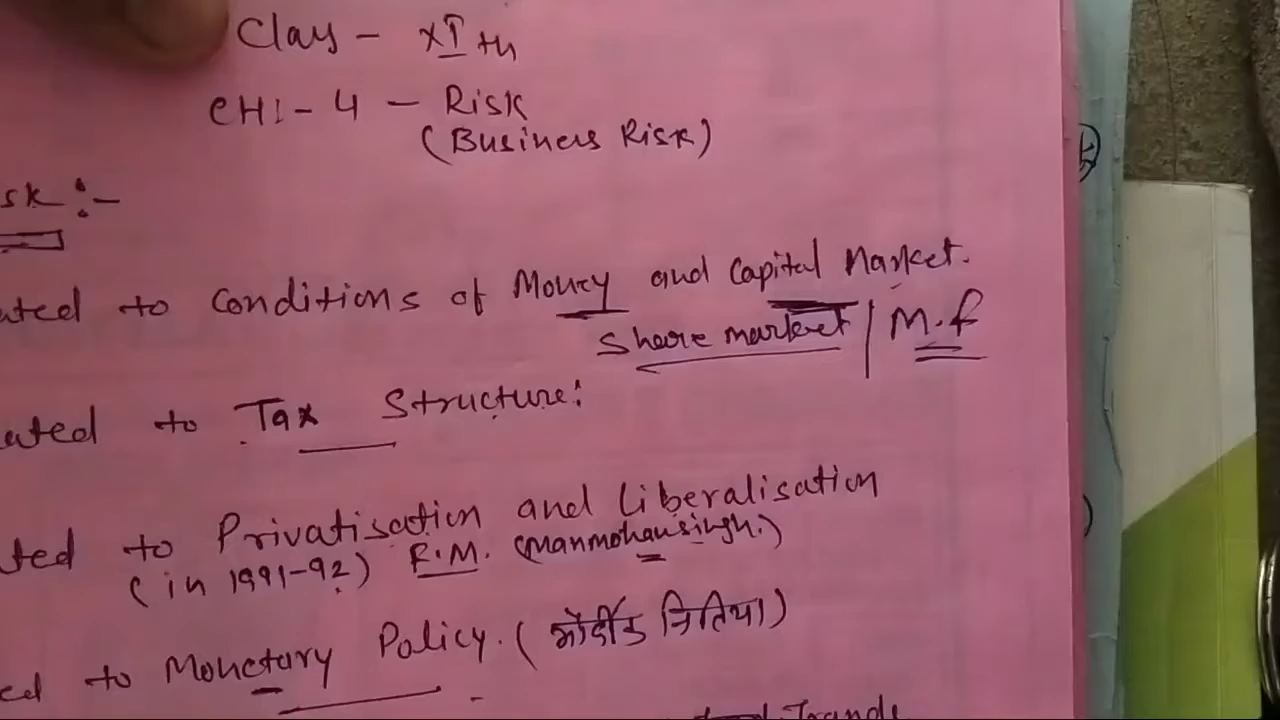 Clay - XIth
CH:- 4 - Risk
(Business Risk)
sk :-
ated to conditions of Money and Capital Market.
Share market / M.f
ated to Tax Structure:
ted to Privatisation and Liberalisation
(in 1991-92) F.M. (Manmohansingh.)
ed to Monetary Policy. (